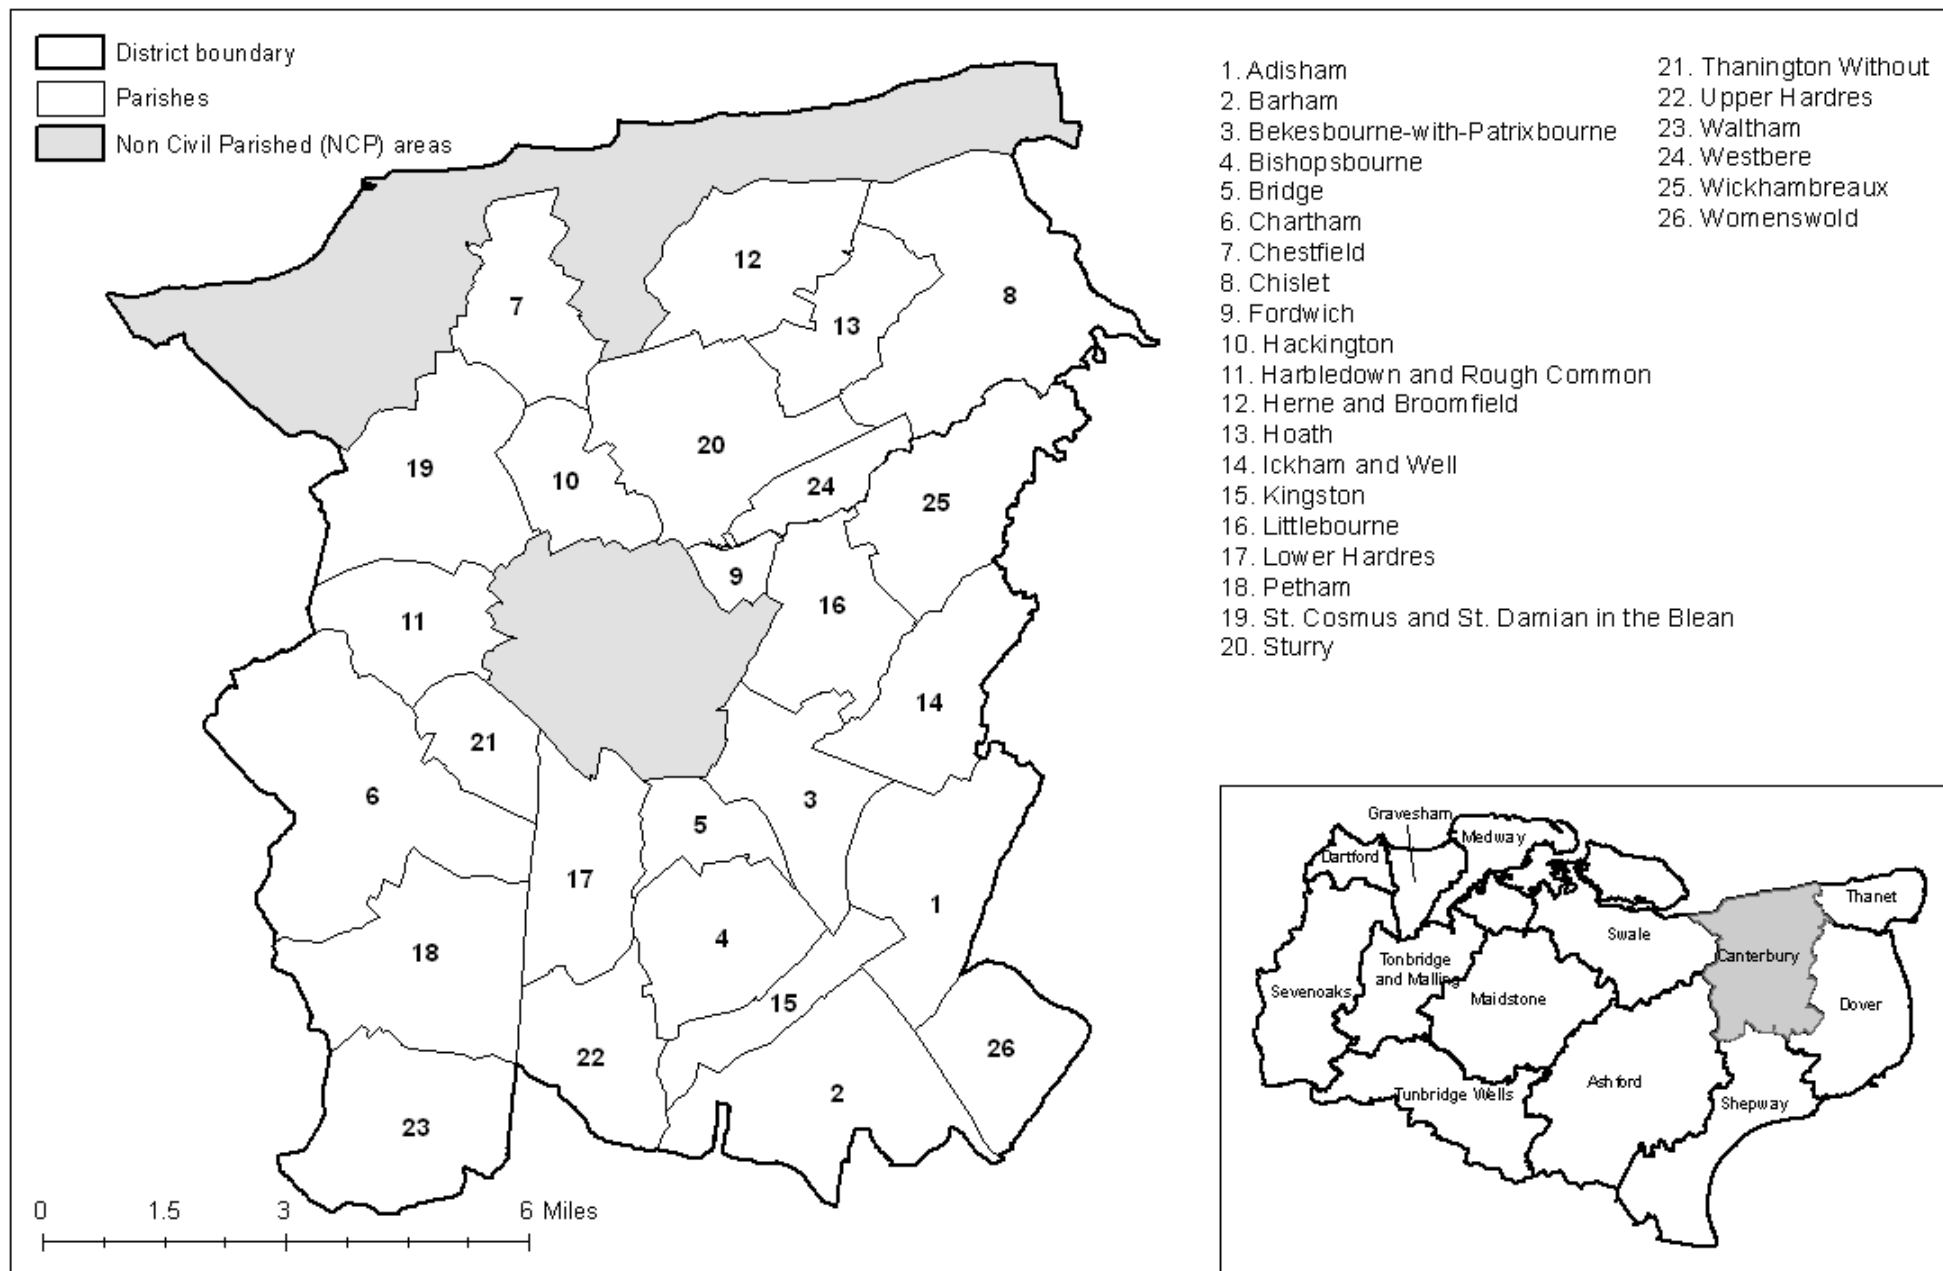 District boundary
Parishes
Non Civil Parished (NCP) areas
1. Adisham
2. Barham
3. Bekesbourne-with-Patrixbourne
4. Bishopsbourne
5. Bridge
6. Chartham
7. Chestfield
8. Chislet
9. Fordwich
10. Hackington
11. Harbledown and Rough Common
12. Herne and Broomfield
13. Hoath
14. Ickham and Well
15. Kingston
16. Littlebourne
17. Lower Hardres
18. Petham
19. St. Cosmus and St. Damian in the Blean
20. Sturry
21. Thanington Without
22. Upper Hardres
23. Waltham
24. Westbere
25. Wickhambreaux
26. Womenswold
12
8
7
13
20
19
10
24
25
9
16
11
14
21
6
3
5
17
1
4
18
15
26
22
2
23
0 1.5 3 6 Miles
Gravesham
Medway
Dartford
Thanet
Swale
Canterbury
Tonbridge
and Malling
Sevenoaks
Maidstone
Dover
Ashford
Tunbridge Wells
Shepway